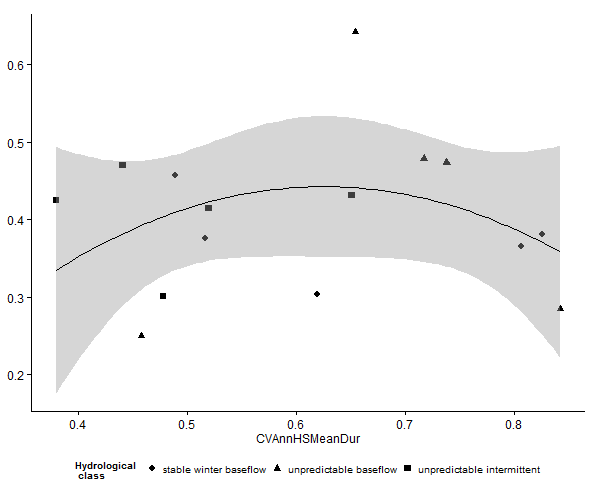 0.6
0.5
0.4
0.3
0.2
0.4 0.5 0.6 0.7 0.8
CVAnnHSMeanDur
Hydrological stable winter baseflow unpredictable baseflow unpredictable intermittent
class